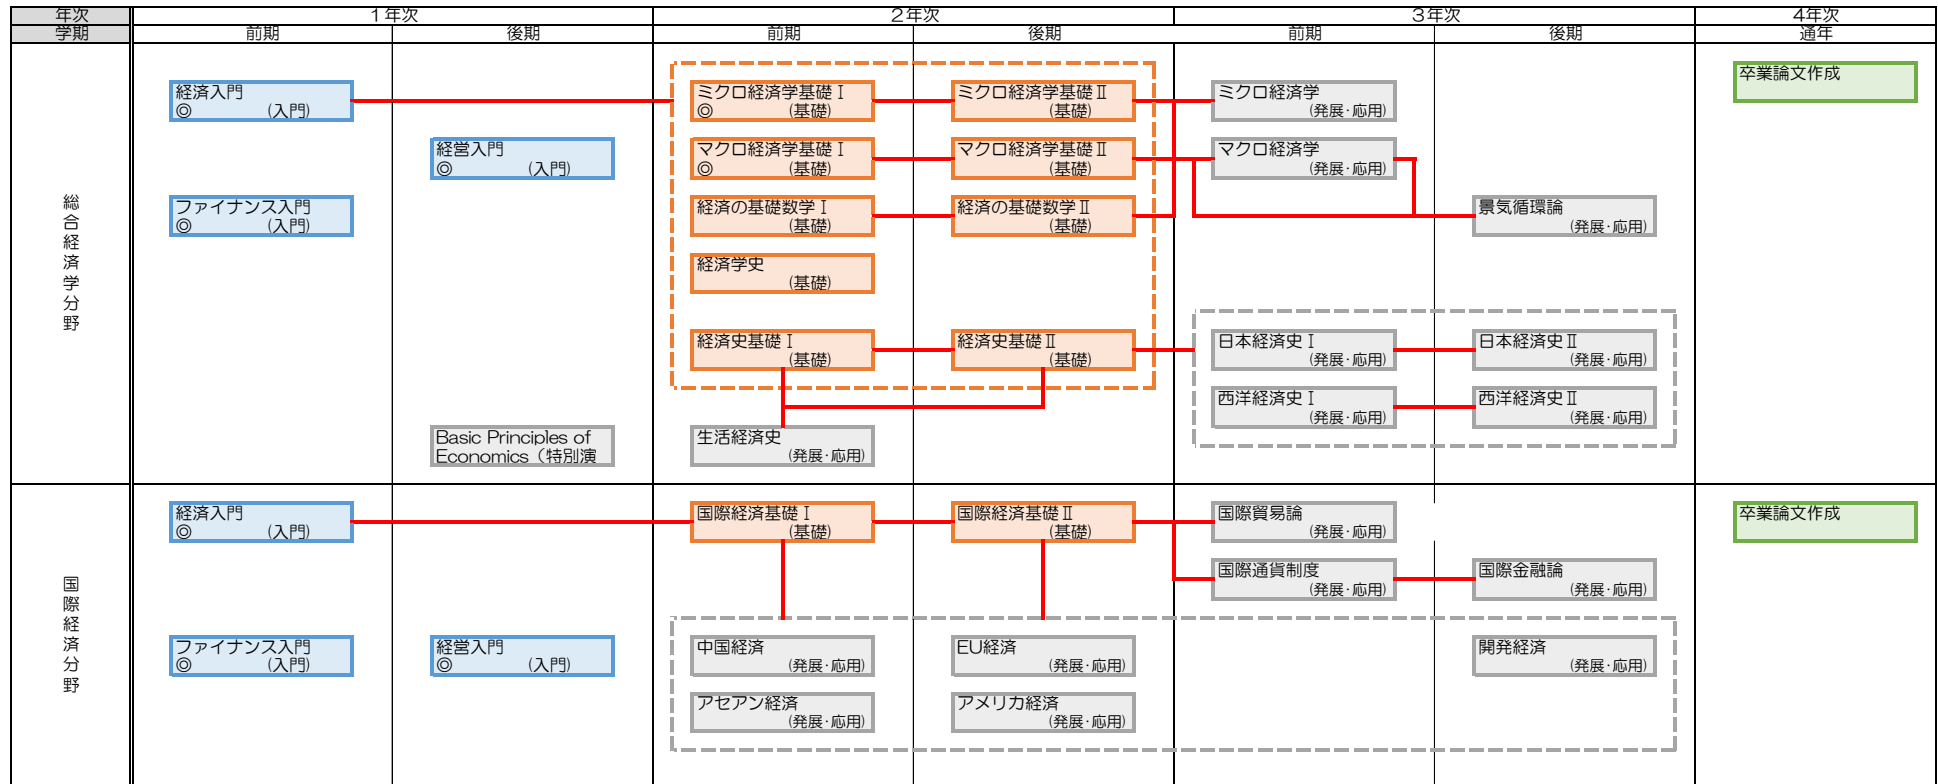 年次 1年次 2年次 3年次 4年次
学期 前期 後期 前期 後期 前期 後期 通年
総合経済学分野
経済入門
◎ (入門)
ミクロ経済学基礎Ⅰ
◎ (基礎)
ミクロ経済学基礎Ⅱ
(基礎)
ミクロ経済学
(発展・応用)
卒業論文作成
経営入門
◎ (入門)
マクロ経済学基礎Ⅰ
◎ (基礎)
マクロ経済学基礎Ⅱ
(基礎)
マクロ経済学
(発展・応用)
ファイナンス入門
◎ (入門)
経済の基礎数学Ⅰ
(基礎)
経済の基礎数学Ⅱ
(基礎)
景気循環論
(発展・応用)
経済学史
(基礎)
経済史基礎Ⅰ
(基礎)
経済史基礎Ⅱ
(基礎)
日本経済史Ⅰ
(発展・応用)
日本経済史Ⅱ
(発展・応用)
西洋経済史Ⅰ
(発展・応用)
西洋経済史Ⅱ
(発展・応用)
Basic Principles of
Economics（特別演
生活経済史
(発展・応用)
国際経済分野
経済入門
◎ (入門)
国際経済基礎Ⅰ
(基礎)
国際経済基礎Ⅱ
(基礎)
国際貿易論
(発展・応用)
卒業論文作成
国際通貨制度
(発展・応用)
国際金融論
(発展・応用)
ファイナンス入門
◎ (入門)
経営入門
◎ (入門)
中国経済
(発展・応用)
EU経済
(発展・応用)
開発経済
(発展・応用)
アセアン経済
(発展・応用)
アメリカ経済
(発展・応用)